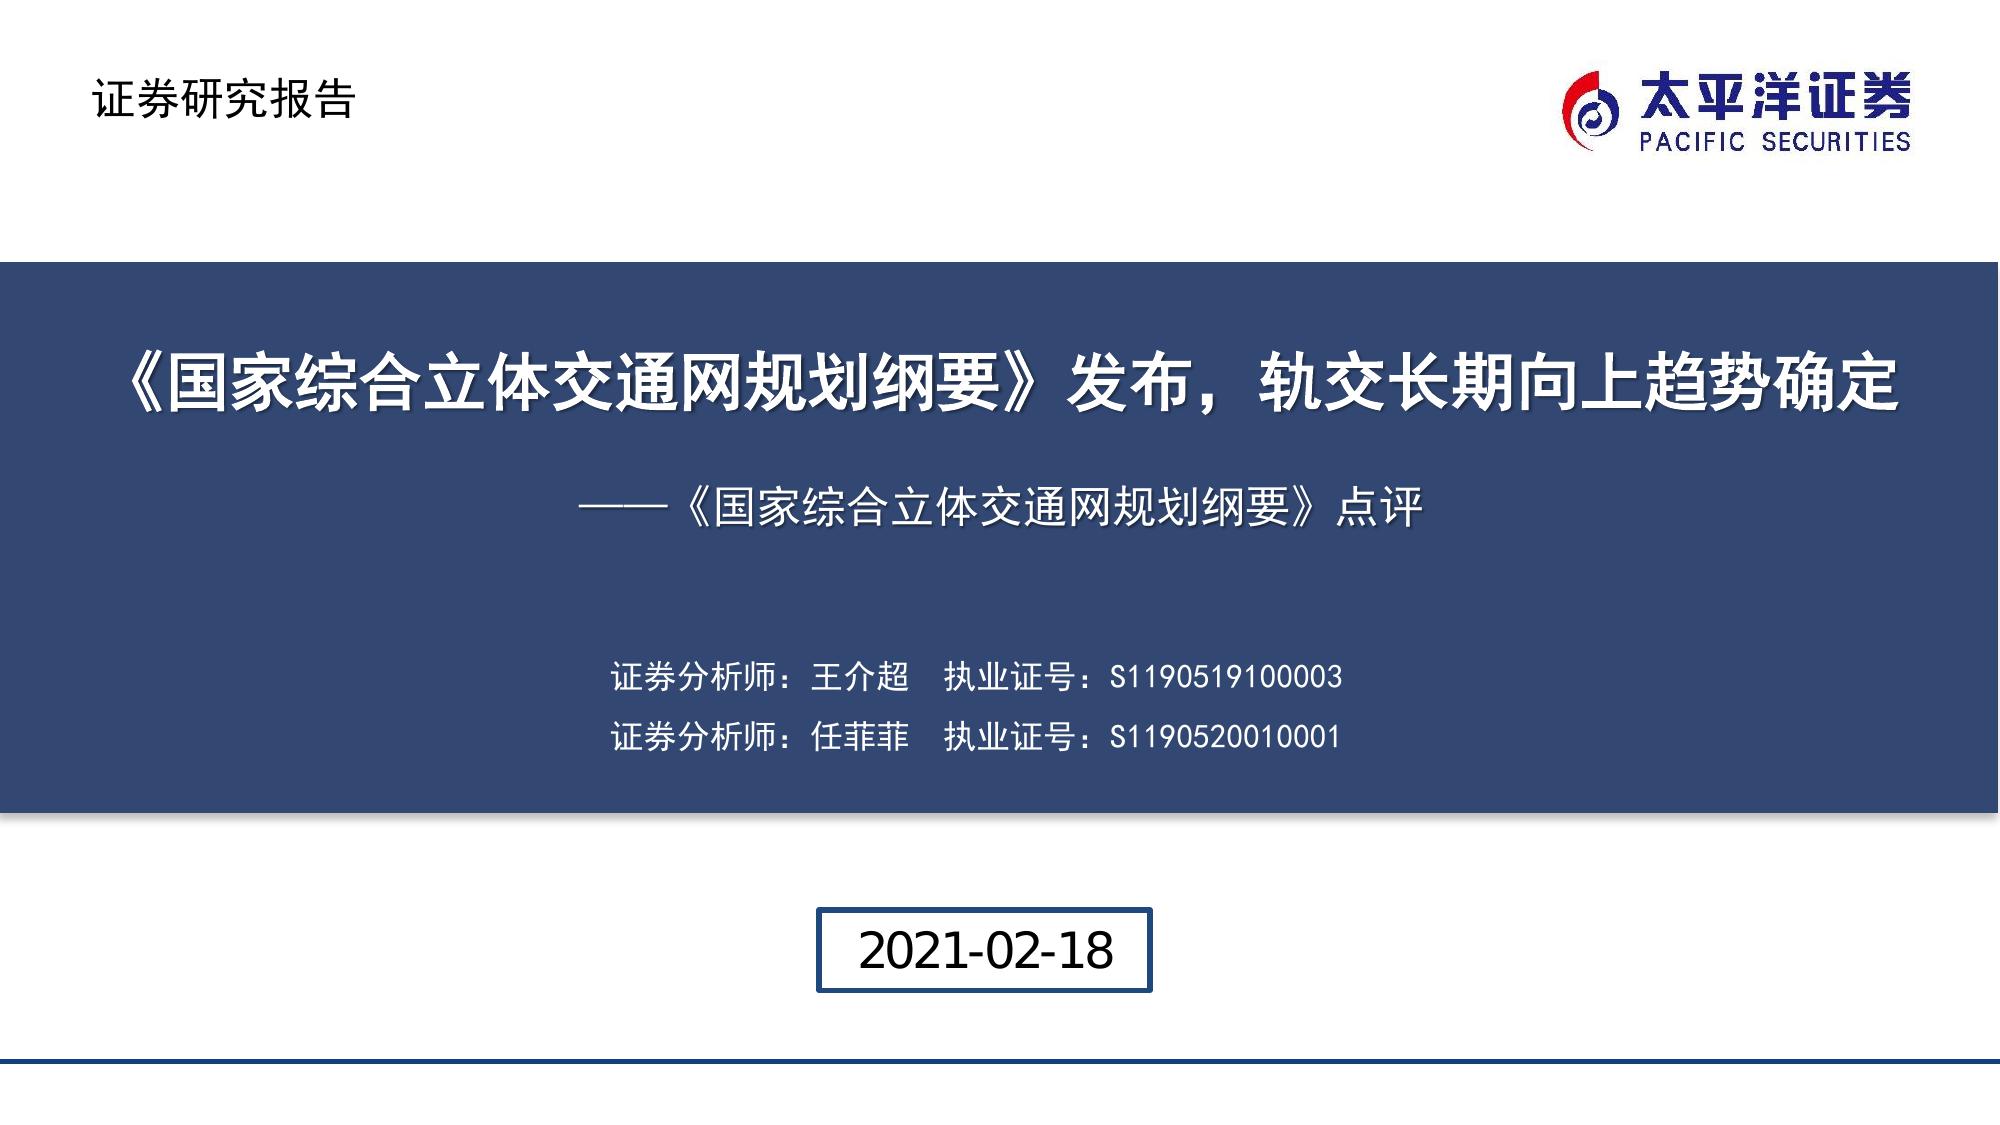 证券研究报告
太平洋证券
PACIFIC SECURITIES
《国家综合立体交通网规划纲要》发布，轨交长期向上趋势确定
——《国家综合立体交通网规划纲要》点评
证券分析师：王介超 执业证号：S1190519100003
证券分析师：任菲菲 执业证号：S1190520010001
2021-02-18